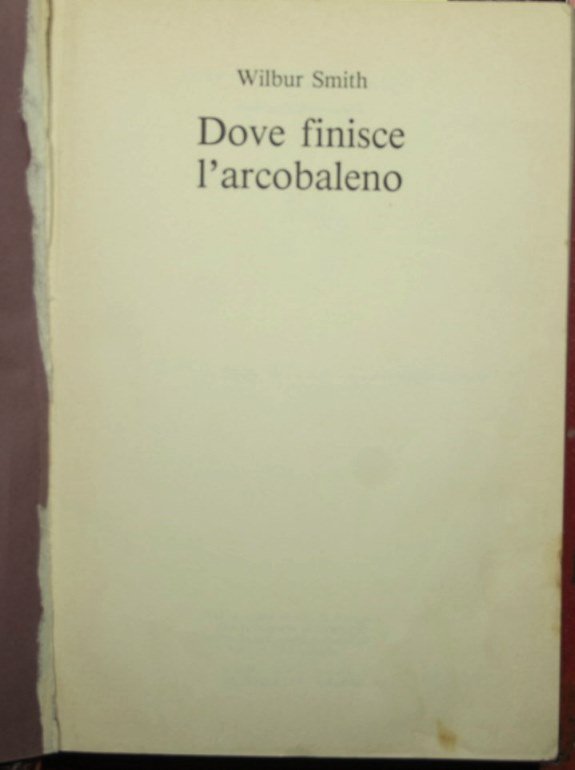 Wilbur Smith
Dove finisce
l'arcobaleno